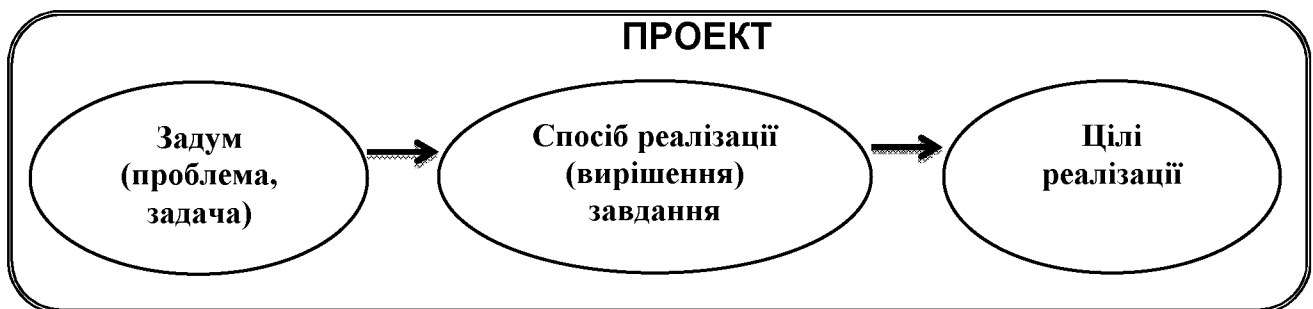 ПРОЕКТ
Задум
(проблема,
задача)
Спосіб реалізації
(вирішення)
завдання
Цілі
реалізації